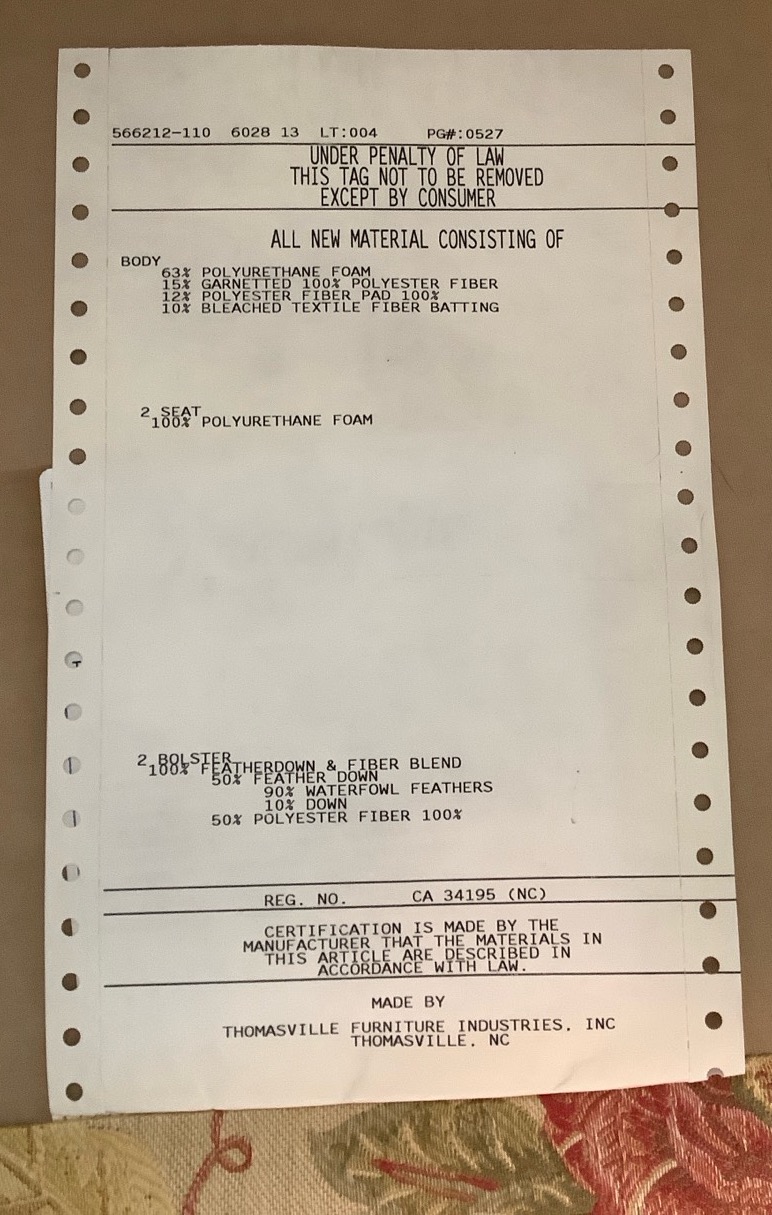 566212-110 6028 13 LT:004 PG#:0527
UNDER PENALTY OF LAW
THIS TAG NOT TO BE REMOVED
EXCEPT BY CONSUMER
ALL NEW MATERIAL CONSISTING OF
BODY
63% POLYURETHANE FOAM
15% GARNETTED 100% POLYESTER FIBER
12% POLYESTER FIBER PAD 100%
10% BLEACHED TEXTILE FIBER BATTING
2 SEAT
100% POLYURETHANE FOAM
2 BOLSTER
100% FEATHERDOWN & FIBER BLEND
50% FEATHER DOWN
90% WATERFOWL FEATHERS
10% DOWN
50% POLYESTER FIBER 100%
REG. NO. CA 34195 (NC)
CERTIFICATION IS MADE BY THE
MANUFACTURER THAT THE MATERIALS IN
THIS ARTICLE ARE DESCRIBED IN
ACCORDANCE WITH LAW.
MADE BY
THOMASVILLE FURNITURE INDUSTRIES. INC
THOMASVILLE. NC